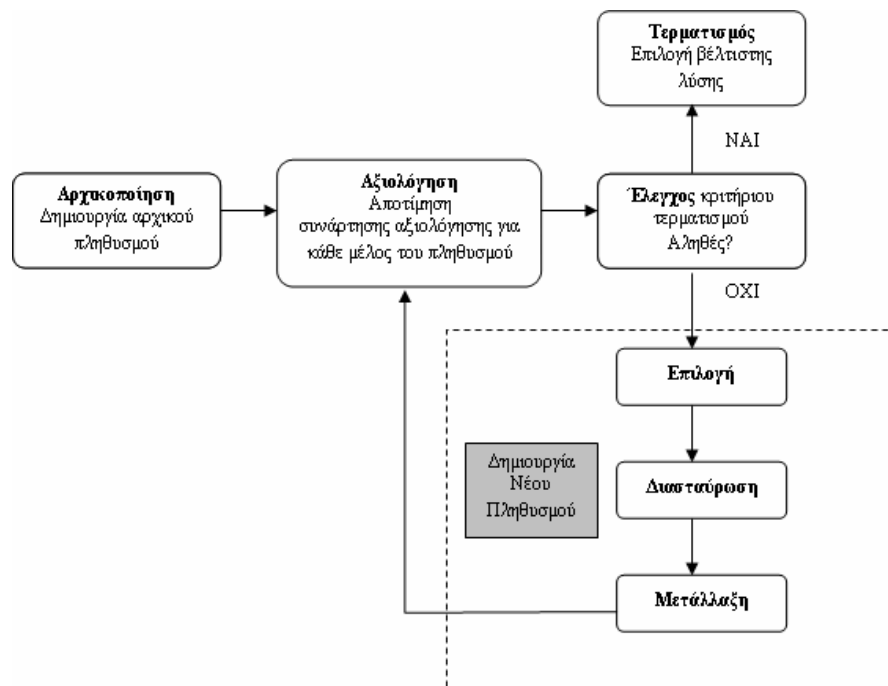 Τερματισμός
Επιλογή βέλτιστης
λύσης
ΝΑΙ
Αρχικοποίηση
Δημιουργία αρχικού
πληθυσμού
Αξιολόγηση
Αποτίμηση
συνάρτησης αξιολόγησης για
κάθε μέλος του πληθυσμού
Έλεγχος κριτήριου
τερματισμού
Αληθές?
ΟΧΙ
Επιλογή
Δημιουργία
Νέου
Πληθυσμού
Διασταύρωση
Μετάλλαξη